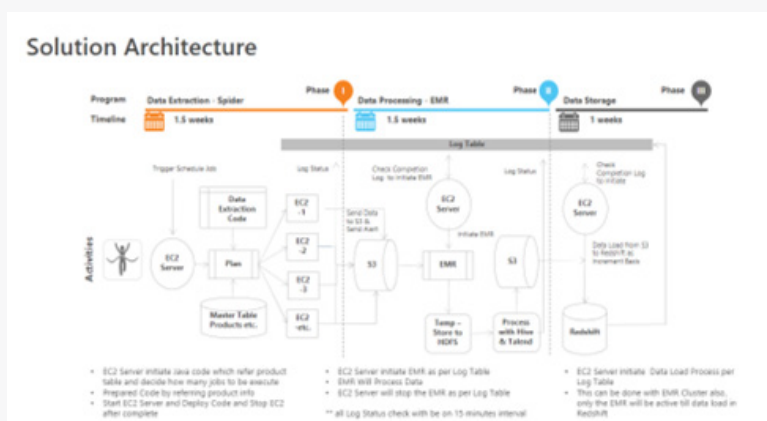 Solution Architecture
Program
Data Extraction - Spider
Phase
I
Data Processing - EMR
Phase
II
Data Storage
Phase
III
Timeline
1.5 weeks
1.5 weeks
1 weeks
Log Table
Trigger Schedule Job
Log Status
Check Completion
Log to Initiate EMR
Log Status
Check
Completion Log
to Initiate
Activities
EC2
Server
Data
Extraction
Code
Plan
Master Table
Products etc.
EC2
-1
EC2
-2
EC2
-3
EC2
-etc.
Send Data
to S3 &
Send Alert
S3
EC2
Server
Initiate EMR
EMR
Temp –
Store to
HDFS
S3
Process
with Hive
& Talend
EC2
Server
Daily Load from S3
to Redshift as
Increment Basis
Redshift
• EC2 Server initiate Java code which refer product
table and decide how many jobs to be execute
• Prepared Code by referring product info
• Start EC2 Server and Deploy Code and Stop EC2
after complete
• EC2 Server initiate EMR as per Log Table
• EMR Will Process Data
• EC2 Server will stop the EMR as per Log Table
** all Log Status check with be on 15 minutes interval
• EC2 Server initiate Data Load Process per
Log Table
• This can be done with EMR Cluster also,
only the EMR will be active till data load in
Redshift